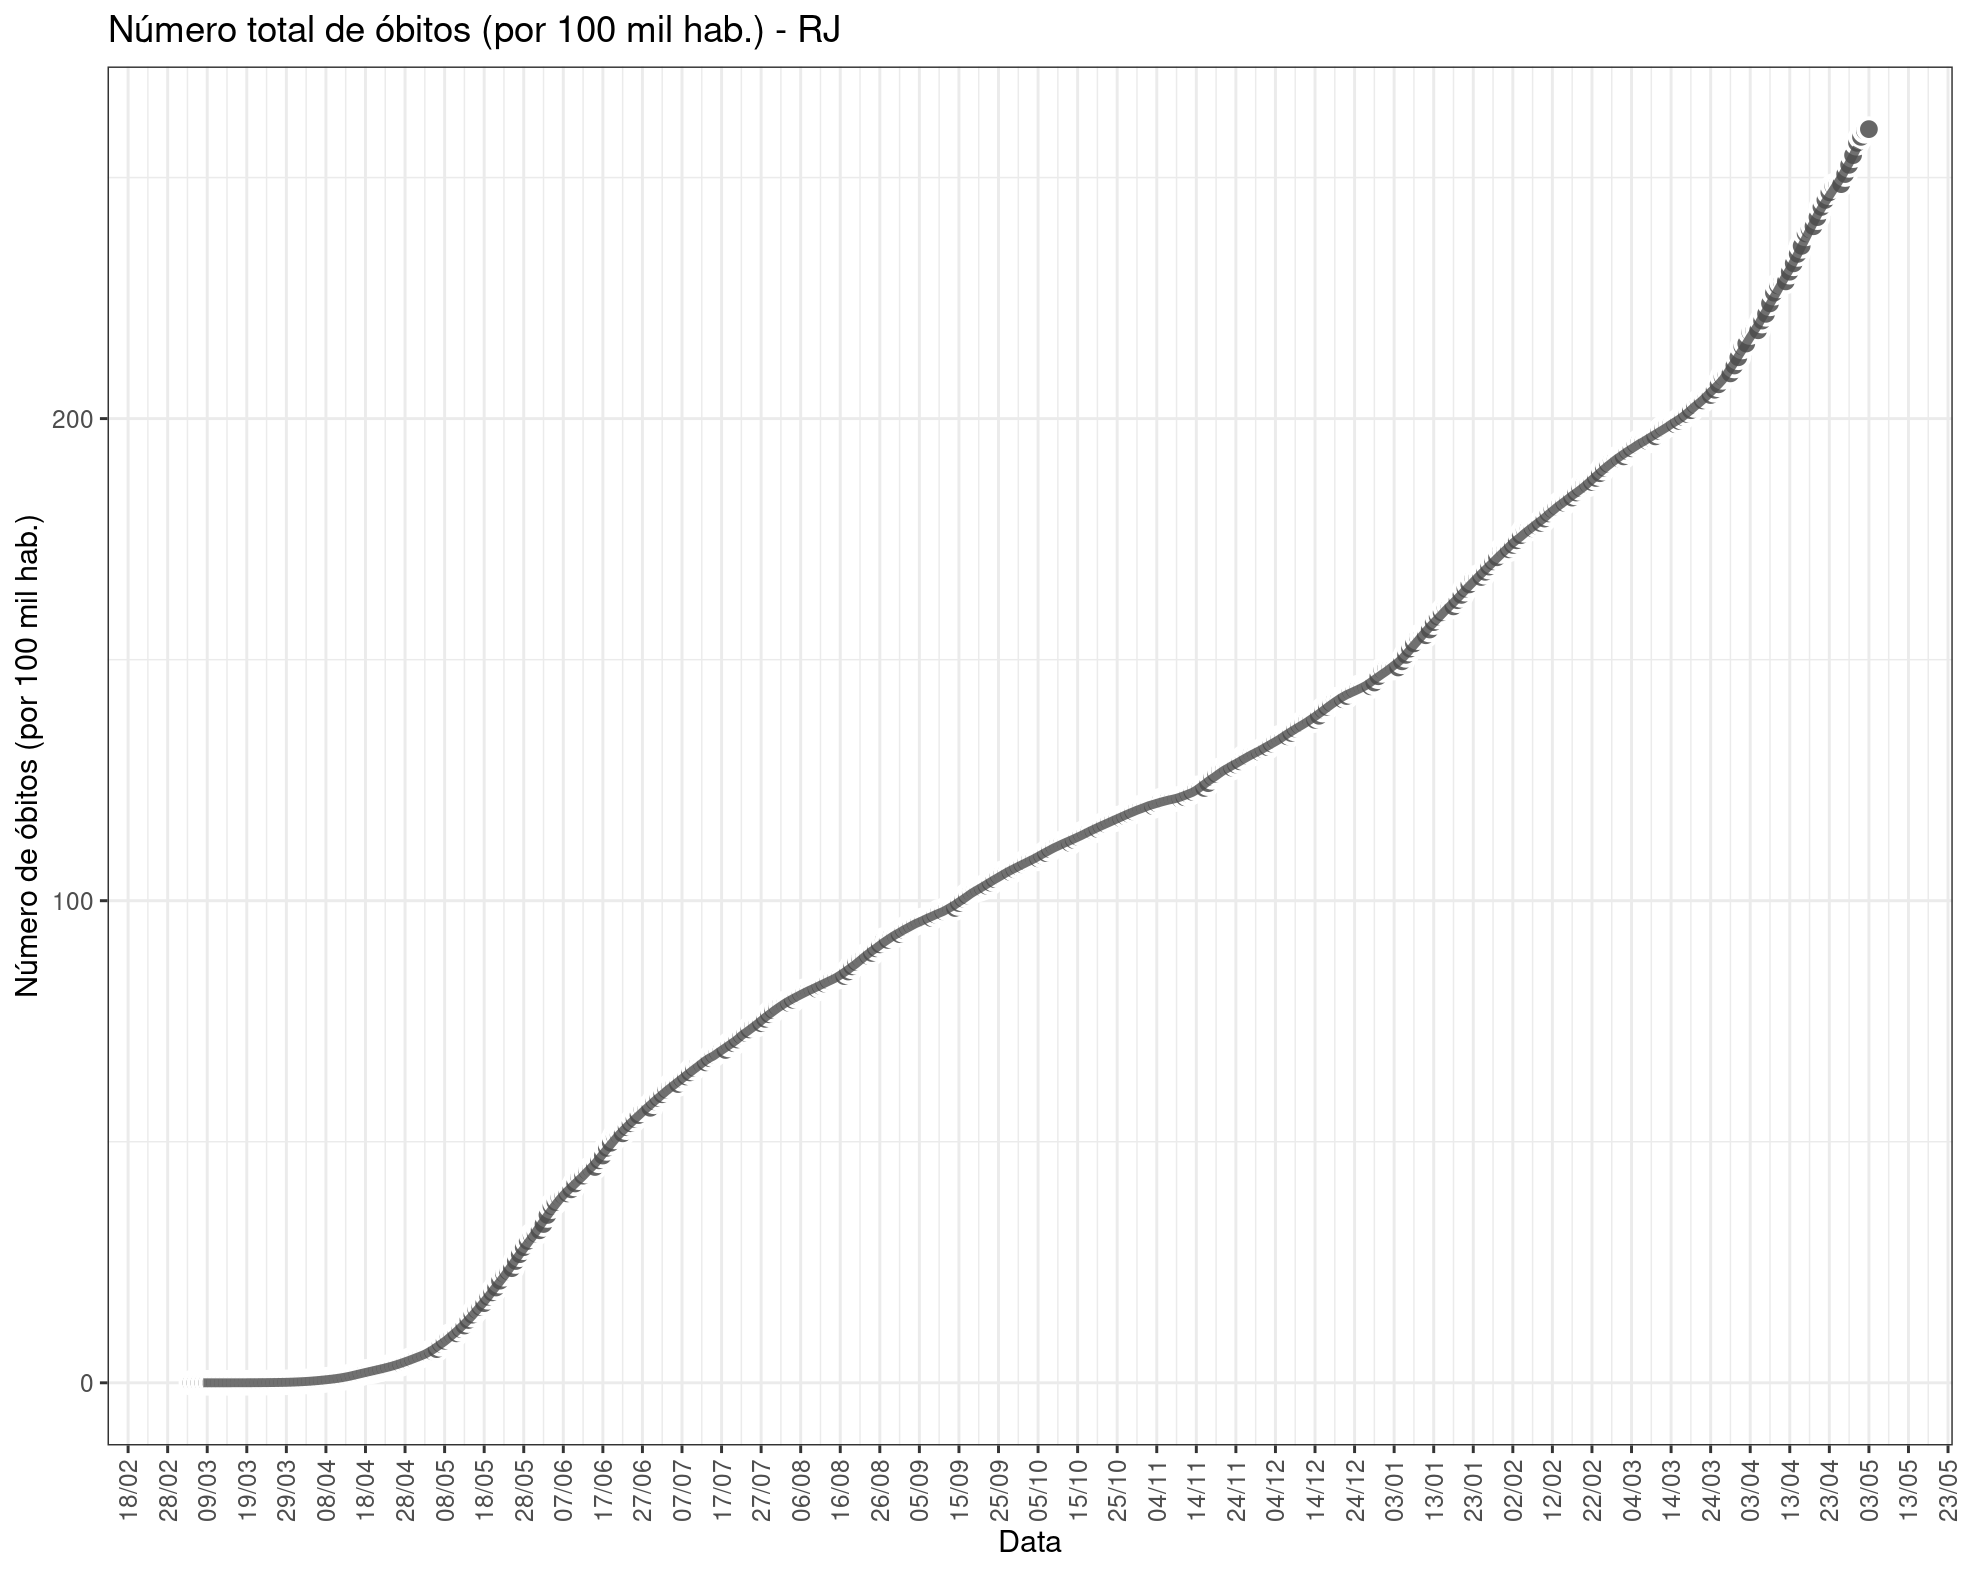 Número total de óbitos (por 100 mil hab.) - RJ
Número de óbitos (por 100 mil hab.)
200
100
0
18/02 28/02 09/03 19/03 29/03 08/04 18/04 28/04 08/05 18/05 28/05 07/06 17/06 27/06 07/07 17/07 27/07 06/08 16/08 26/08 05/09 15/09 25/09 05/10 15/10 25/10 04/11 14/11 24/11 04/12 14/12 24/12 03/01 13/01 23/01 02/02 12/02 22/02 04/03 14/03 24/03 03/04 13/04 23/04 03/05 13/05 23/05
Data